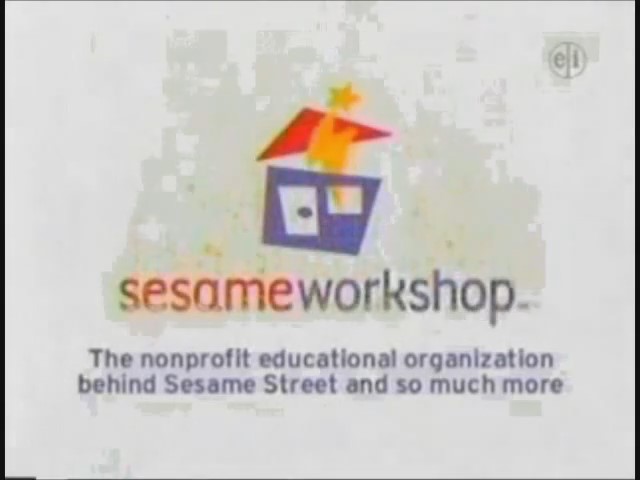 e|i
sesameworkshop
The nonprofit educational organization
behind Sesame Street and so much more